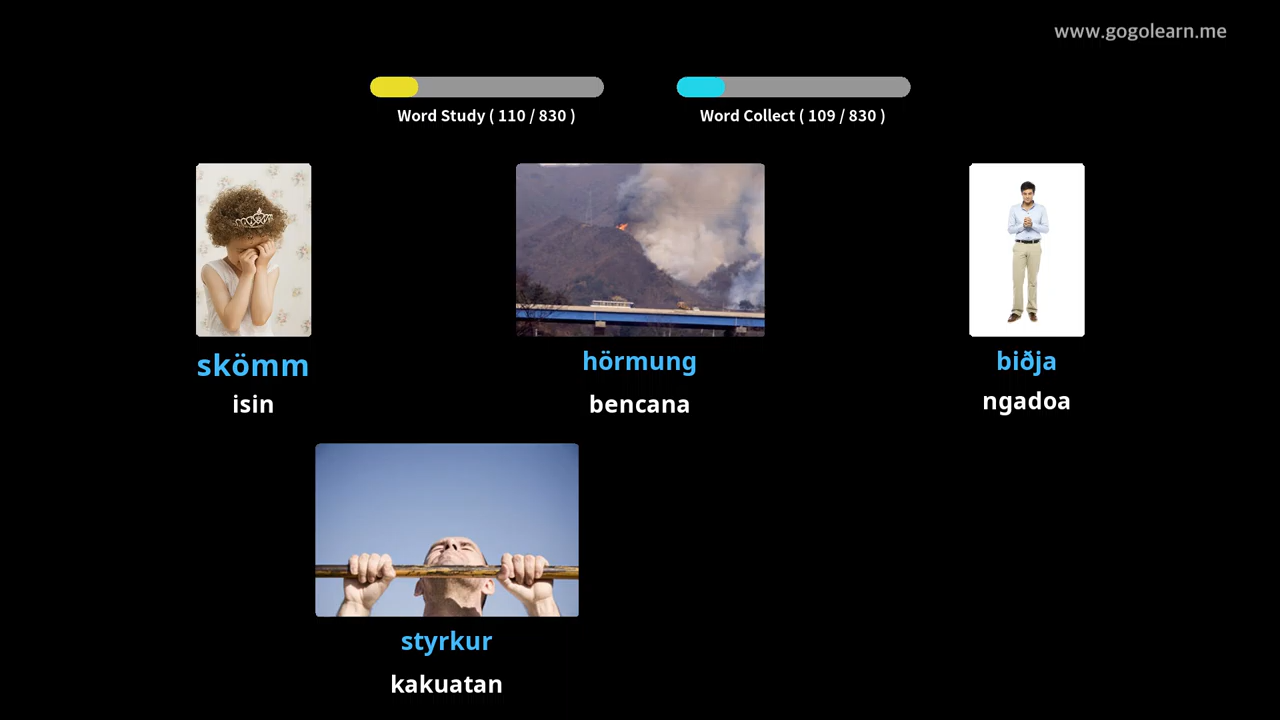 www.gogolearn.me
Word Study ( 110 / 830 )
Word Collect ( 109 / 830 )
skömm
isin
hörmung
bencana
biðja
ngadoa
styrkur
kakuatan